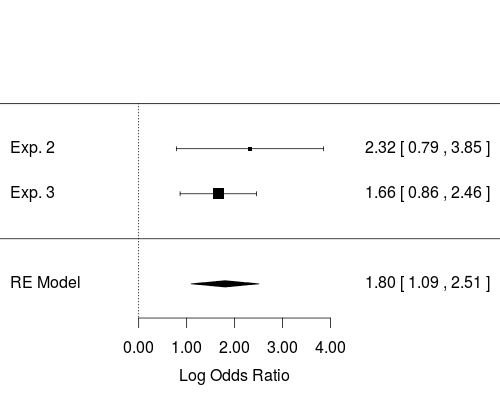 Exp. 2 2.32 [ 0.79 , 3.85 ]
Exp. 3 1.66 [ 0.86 , 2.46 ]
RE Model 1.80 [ 1.09 , 2.51 ]
0.00 1.00 2.00 3.00 4.00
Log Odds Ratio